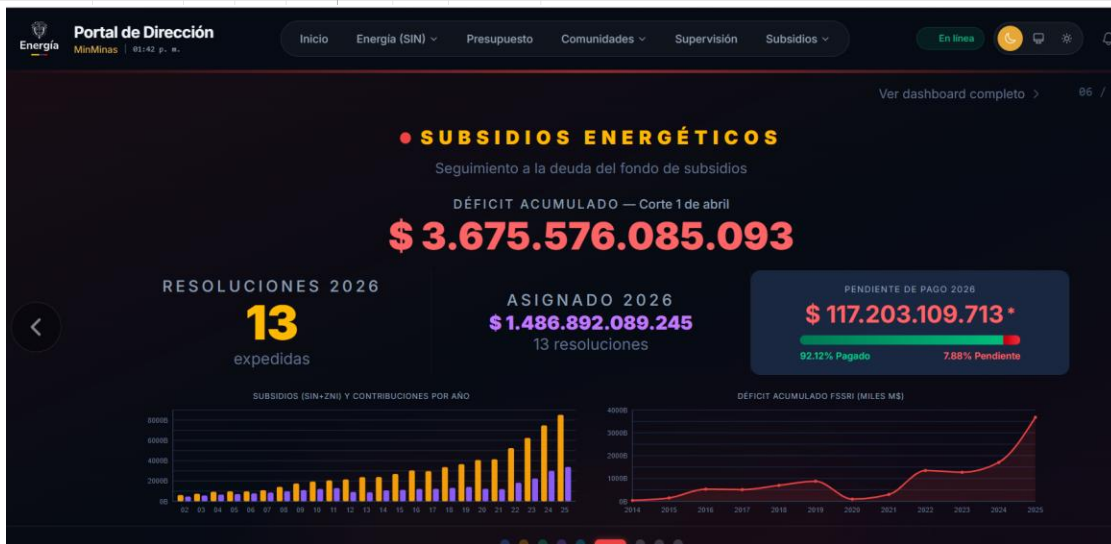 Energía
Portal de Dirección
MinMinas | 01:42 p. m.
Inicio
Energía (SIN)
Presupuesto
Comunidades
Supervisión
Subsidios
En línea
Ver dashboard completo >
06 /
SUBSIDIOS ENERGÉTICOS
Seguimiento a la deuda del fondo de subsidios
DÉFICIT ACUMULADO — Corte 1 de abril
$ 3.675.576.085.093
RESOLUCIONES 2026
13
expedidas
ASIGNADO 2026
$ 1.486.892.089.245
13 resoluciones
PENDIENTE DE PAGO 2026
$ 117.203.109.713 *
92.12% Pagado
7.88% Pendiente
SUBSIDIOS (SIN+ZNI) Y CONTRIBUCIONES POR AÑO
8000B
6000B
4000B
2000B
0B
02 03 04 05 06 07 08 09 10 11 12 13 14 15 16 17 18 19 20 21 22 23 24 25
DÉFICIT ACUMULADO FSSRI (MILES M$)
4000B
3000B
2000B
1000B
0B
2014 2015 2016 2017 2018 2019 2020 2021 2022 2023 2024 2025